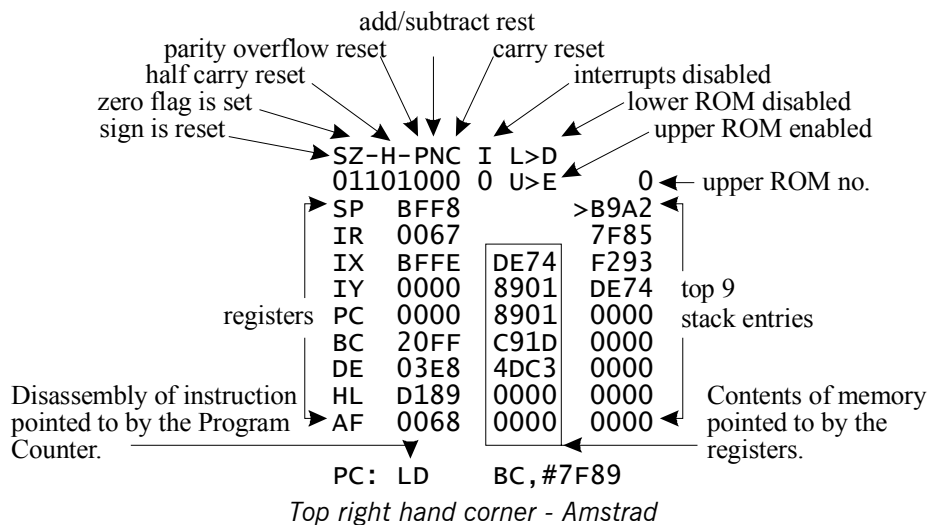 add/subtract rest
parity overflow reset
carry reset
half carry reset
interrupts disabled
zero flag is set
lower ROM disabled
sign is reset
upper ROM enabled
SZ-H-PNC I L>D
01101000 0 U>E 0
upper ROM no.
SP BFF8 >B9A2
IR 0067 7F85
IX BFFE DE74 F293
IY 0000 8901 DE74
PC 0000 8901 0000
BC 20FF C91D 0000
DE 03E8 4DC3 0000
HL D189 0000 0000
AF 0068 0000 0000
registers
top 9
stack entries
Disassembly of instruction
pointed to by the Program
Counter.
Contents of memory
pointed to by the
registers.
PC: LD BC,#7F89
Top right hand corner - Amstrad